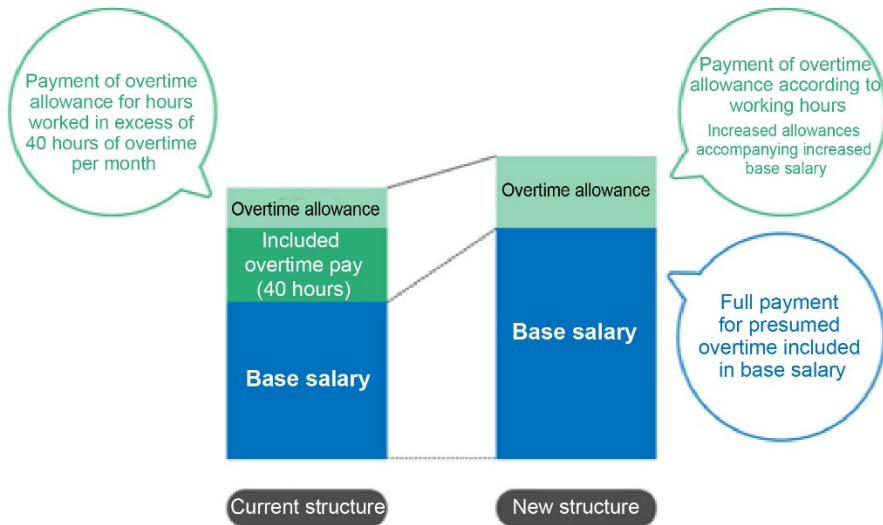 Payment of overtime
allowance for hours
worked in excess of
40 hours of overtime
per month
Payment of overtime
allowance according to
working hours
Increased allowances
accompanying increased
base salary
Overtime allowance
Included
overtime pay
(40 hours)
Base salary
Overtime allowance
Base salary
Full payment
for presumed
overtime included
in base salary
Current structure
New structure